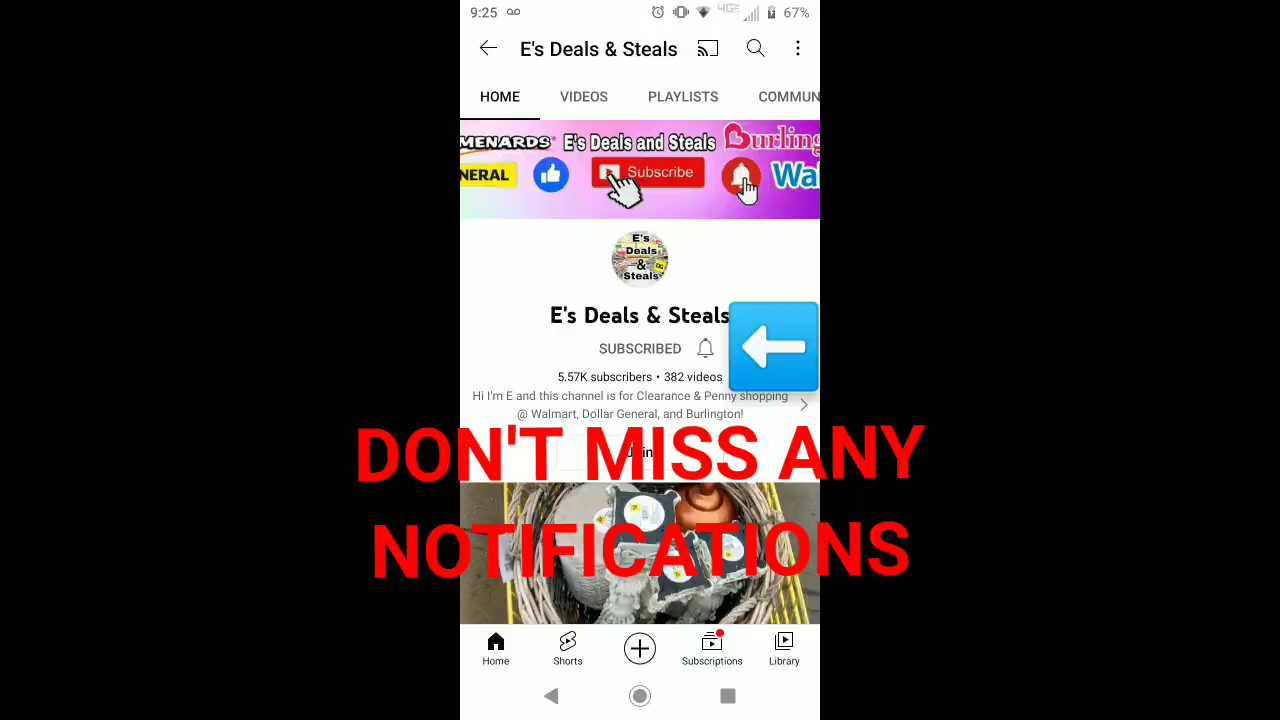 9:25
4G
67%
E's Deals & Steals
HOME VIDEOS PLAYLISTS COMMUN
MENARDS E's Deals and Steals Burling
NERAL Subscribe Wal
E's
Deals
&
Steals
E's Deals & Steals
SUBSCRIBED
5.57K subscribers • 382 videos
Hi I'm E and this channel is for Clearance & Penny shopping
@ Walmart, Dollar General, and Burlington!
DON'T MISS ANY
NOTIFICATIONS
Home Shorts Subscriptions Library